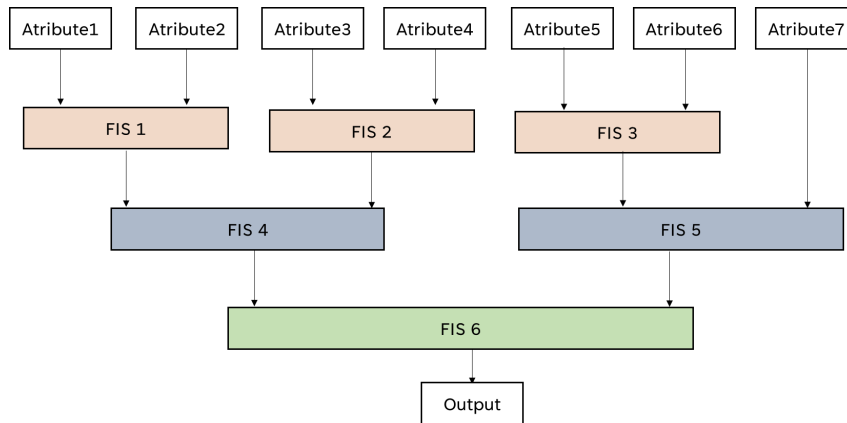 Atribute1
Atribute2
Atribute3
Atribute4
Atribute5
Atribute6
Atribute7
FIS 1
FIS 2
FIS 3
FIS 4
FIS 5
FIS 6
Output